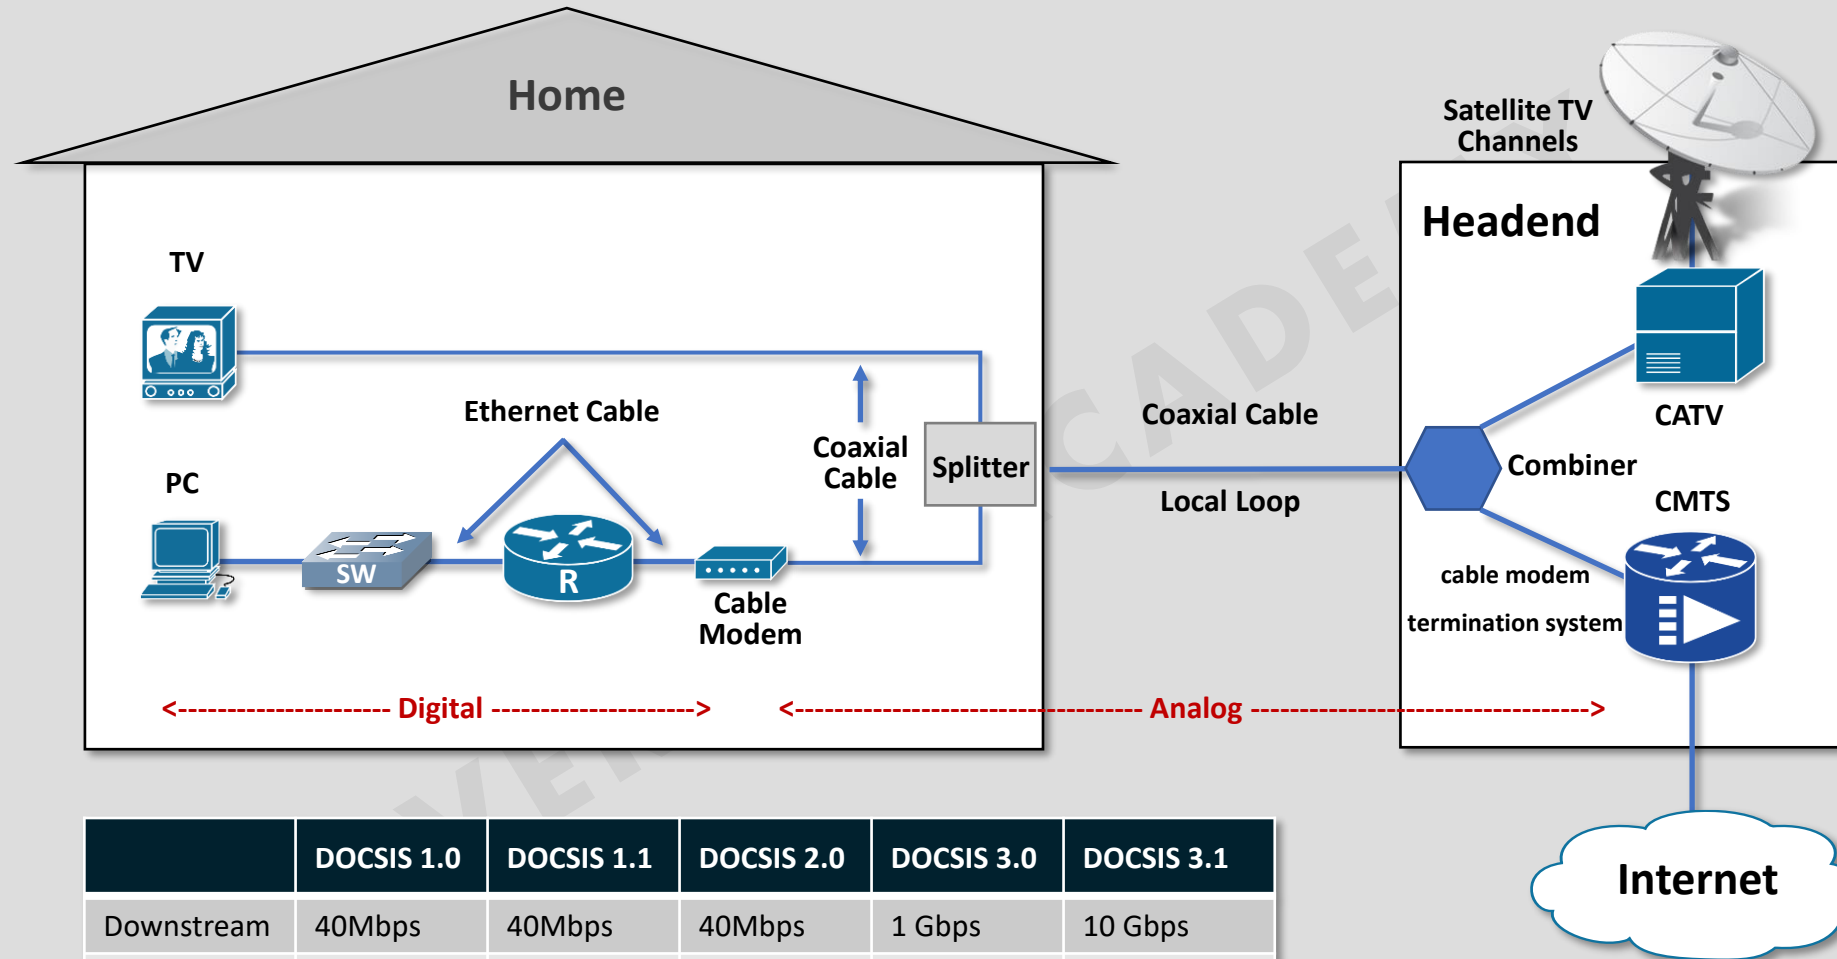 Home
Satellite TV
Channels
Headend
TV
Ethernet Cable
Coaxial
Cable
Splitter
Coaxial Cable
Local Loop
Combiner
CATV
CMTS
PC
SW
R
Cable
Modem
cable modem
termination system
<--------------------- Digital -------------------->
<------------------------------ Analog ----------------------------->
DOCSIS 1.0 DOCSIS 1.1 DOCSIS 2.0 DOCSIS 3.0 DOCSIS 3.1
Downstream 40Mbps 40Mbps 40Mbps 1 Gbps 10 Gbps
Internet